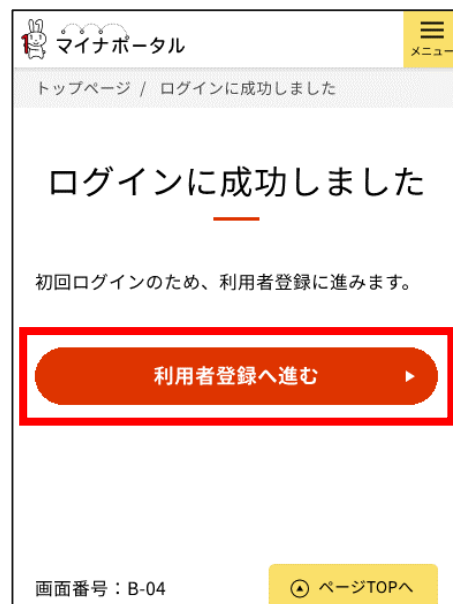 マイナポータル
メニュー
トップページ / ログインに成功しました
ログインに成功しました
初回ログインのため、利用者登録に進みます。
利用者登録へ進む
画面番号：B-04
ページTOPへ